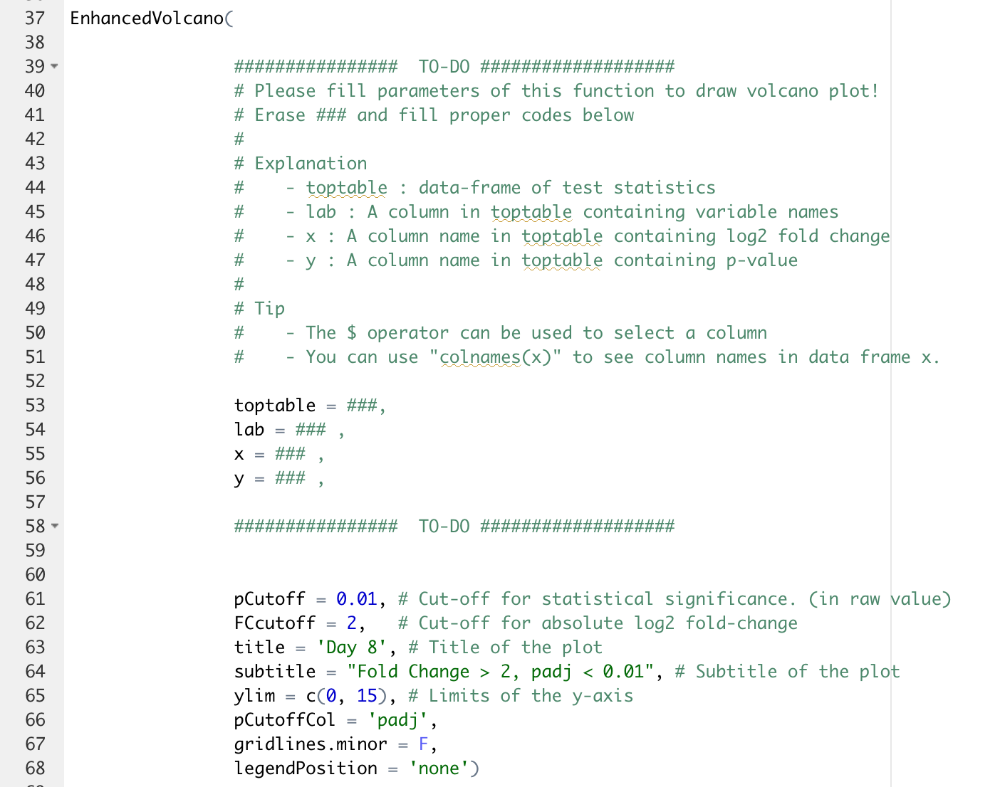 37 EnhancedVolcano(
38
39 ################ TO-DO ###################
40 # Please fill parameters of this function to draw volcano plot!
41 # Erase ### and fill proper codes below
42 #
43 # Explanation
44 #    - toptable : data-frame of test statistics
45 #    - lab : A column in toptable containing variable names
46 #    - x : A column name in toptable containing log2 fold change
47 #    - y : A column name in toptable containing p-value
48 #
49 # Tip
50 #    - The $ operator can be used to select a column
51 #    - You can use "colnames(x)" to see column names in data frame x.
52
53 toptable = ###,
54 lab = ### ,
55 x = ### ,
56 y = ### ,
57
58 ################ TO-DO ###################
59
60
61 pCutoff = 0.01, # Cut-off for statistical significance. (in raw value)
62 FCcutoff = 2,   # Cut-off for absolute log2 fold-change
63 title = 'Day 8', # Title of the plot
64 subtitle = "Fold Change > 2, padj < 0.01", # Subtitle of the plot
65 ylim = c(0, 15), # Limits of the y-axis
66 pCutoffCol = 'padj',
67 gridlines.minor = F,
68 legendPosition = 'none')